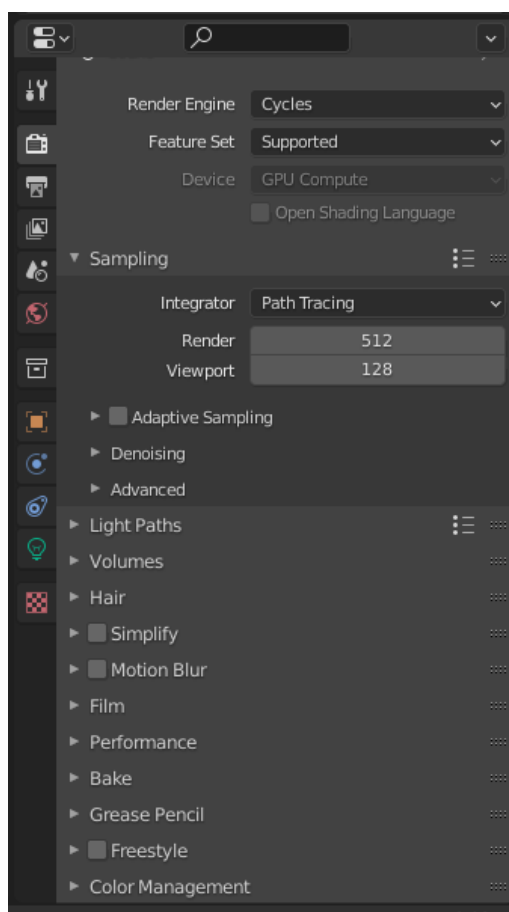 Render Engine Cycles
Feature Set Supported
Device GPU Compute
Open Shading Language
Sampling
Integrator Path Tracing
Render 512
Viewport 128
Adaptive Sampling
Denoising
Advanced
Light Paths
Volumes
Hair
Simplify
Motion Blur
Film
Performance
Bake
Grease Pencil
Freestyle
Color Management